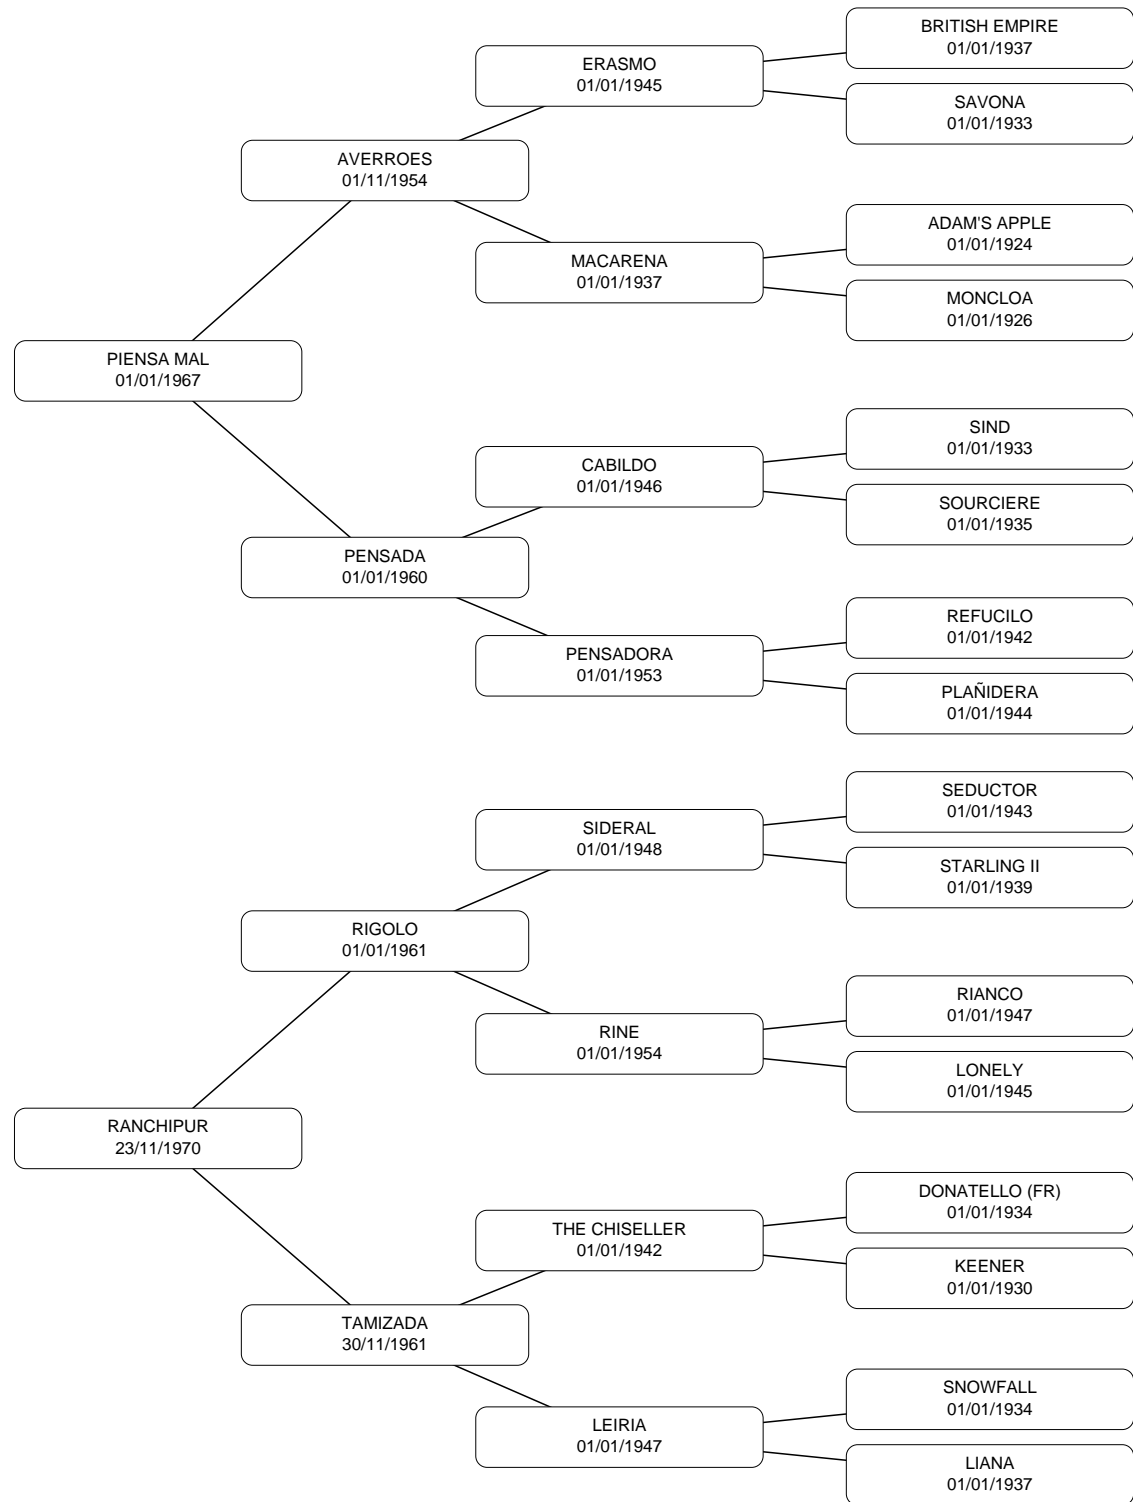 BRITISH EMPIRE
01/01/1937
ERASMO
01/01/1945
SAVONA
01/01/1933
AVERROES
01/11/1954
ADAM'S APPLE
01/01/1924
MACARENA
01/01/1937
MONCLOA
01/01/1926
PIENSA MAL
01/01/1967
SIND
01/01/1933
CABILDO
01/01/1946
SOURCIERE
01/01/1935
PENSADA
01/01/1960
REFUCILO
01/01/1942
PENSADORA
01/01/1953
PLAÑIDERA
01/01/1944
SEDUCTOR
01/01/1943
SIDERAL
01/01/1948
STARLING II
01/01/1939
RIGOLO
01/01/1961
RIANCO
01/01/1947
RINE
01/01/1954
LONELY
01/01/1945
RANCHIPUR
23/11/1970
DONATELLO (FR)
01/01/1934
THE CHISELLER
01/01/1942
KEENER
01/01/1930
TAMIZADA
30/11/1961
SNOWFALL
01/01/1934
LEIRIA
01/01/1947
LIANA
01/01/1937